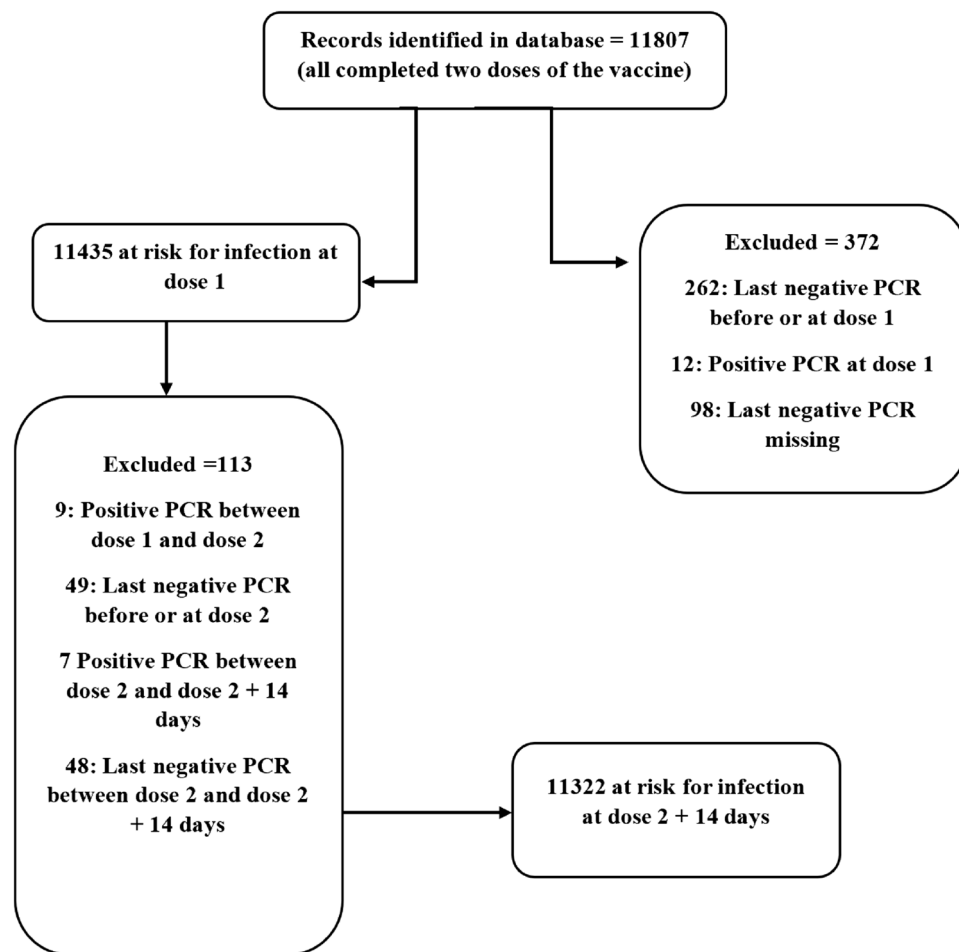 Records identified in database = 11807
(all completed two doses of the vaccine)
11435 at risk for infection at
dose 1
Excluded = 372
262: Last negative PCR
before or at dose 1
12: Positive PCR at dose 1
98: Last negative PCR
missing
Excluded =113
9: Positive PCR between
dose 1 and dose 2
49: Last negative PCR
before or at dose 2
7 Positive PCR between
dose 2 and dose 2 + 14
days
48: Last negative PCR
between dose 2 and dose 2
+ 14 days
11322 at risk for infection
at dose 2 + 14 days